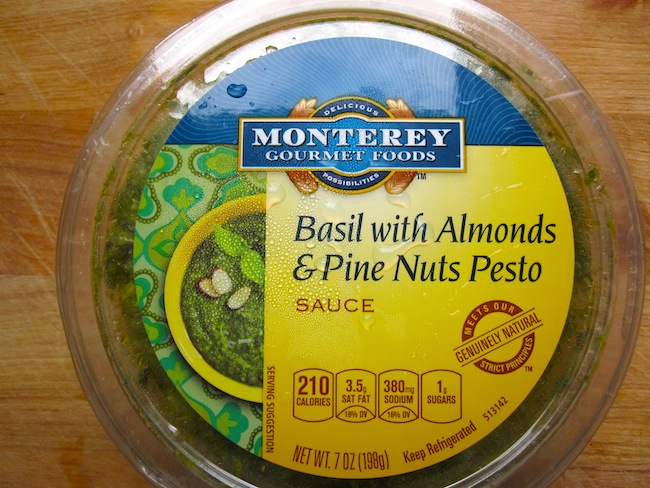 DELICIOUS
MONTEREY
GOURMET FOODS
POSSIBILITIES
TM
Basil with Almonds
& Pine Nuts Pesto
SAUCE
MEETS OUR
GENUINELY NATURAL
STRICT PRINCIPLES
TM
SERVING SUGGESTION
210
CALORIES
3.5g
SAT FAT
18% DV
380mg
SODIUM
16% DV
1g
SUGARS
NET WT. 7 OZ (198g)
Keep Refrigerated
513142